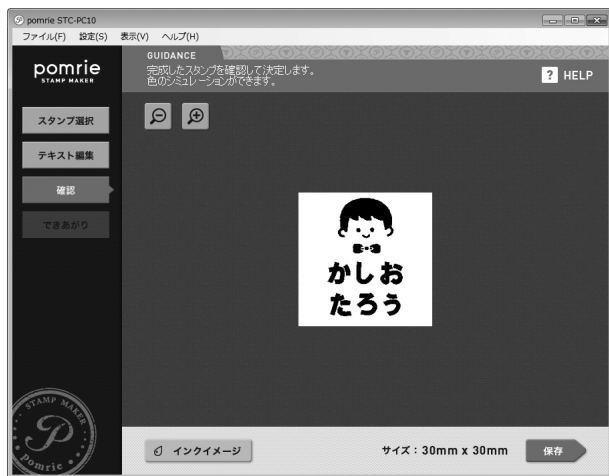 pomrie STC-PC10
ファイル(F) 設定(S) 表示(V) ヘルプ(H)
pomrie
STAMP MAKER
GUIDANCE
完成したスタンプを確認して決定します。
色のシミュレーションができます。
? HELP
スタンプ選択
テキスト編集
確認
できあがり
かしお
たろう
STAMP MAKER
Pomrie
インクイメージ
サイズ：30mm x 30mm
保存